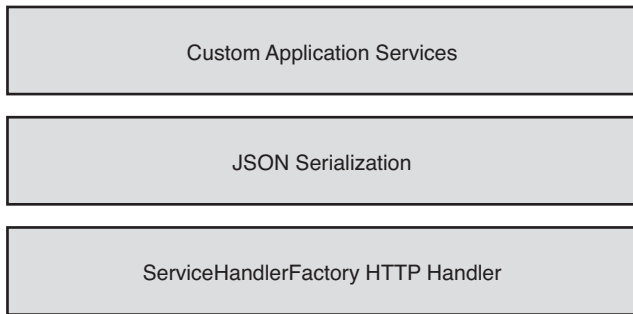 Custom Application Services
JSON Serialization
ServiceHandlerFactory HTTP Handler